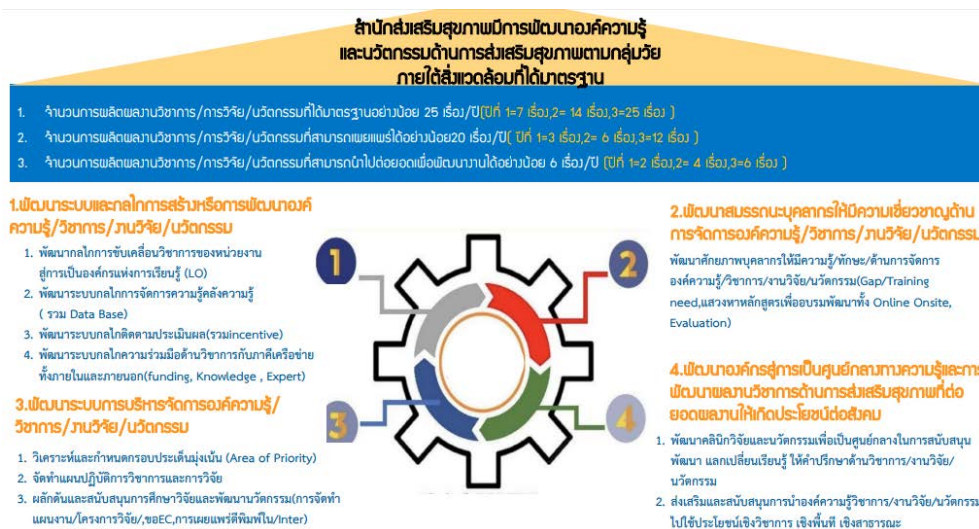 สำนักส่งเสริมสุขภาพมีการพัฒนาองค์ความรู้
และนวัตกรรมด้านการส่งเสริมสุขภาพตามกลุ่มวัย
ภายใต้สิ่งแวดล้อมที่ได้มาตรฐาน
1. จำนวนการผลิตผลงานวิชาการ/การวิจัย/นวัตกรรมที่ได้มาตรฐานอย่างน้อย 25 เรื่อง/ปี(ปีที่ 1=7 เรื่อง,2= 14 เรื่อง,3=25 เรื่อง )
2. จำนวนการผลิตผลงานวิชาการ/การวิจัย/นวัตกรรมที่สามารถเผยแพร่ได้อย่างน้อย20 เรื่อง/ปี( ปีที่ 1=3 เรื่อง,2= 6 เรื่อง,3=12 เรื่อง )
3. จำนวนการผลิตผลงานวิชาการ/การวิจัย/นวัตกรรมที่สามารถนำไปต่อยอดเพื่อพัฒนางานได้อย่างน้อย 6 เรื่อง/ปี (ปีที่ 1=2 เรื่อง,2= 4 เรื่อง,3=6 เรื่อง )
1.พัฒนาระบบและกลไกการสร้างหรือการพัฒนาองค์
ความรู้/วิชาการ/งานวิจัย/นวัตกรรม
1. พัฒนากลไกการขับเคลื่อนวิชาการของหน่วยงาน
สู่การเป็นองค์กรแห่งการเรียนรู้ (LO)
2. พัฒนาระบบกลไกการจัดการความรู้คลังความรู้
( รวม Data Base)
3. พัฒนาระบบกลไกติดตามประเมินผล(รวมincentive)
4. พัฒนาระบบกลไกความร่วมมือด้านวิชาการกับภาคีเครือข่าย
ทั้งภายในและภายนอก(funding, Knowledge , Expert)
1
2
3
4
2.พัฒนาสมรรถนะบุคลากรให้มีความเชี่ยวชาญด้าน
การจัดการองค์ความรู้/วิชาการ/งานวิจัย/นวัตกรรม
พัฒนาศักยภาพบุคลากรให้มีความรู้/ทักษะ/ด้านการจัดการ
องค์ความรู้/วิชาการ/งานวิจัย/นวัตกรรม(Gap/Training
need,แสวงหาหลักสูตรเพื่ออบรมพัฒนาทั้ง Online Onsite,
Evaluation)
3.พัฒนาระบบการบริหารจัดการองค์ความรู้/
วิชาการ/งานวิจัย/นวัตกรรม
1. วิเคราะห์และกำหนดกรอบประเด็นมุ่งเน้น (Area of Priority)
2. จัดทำแผนปฏิบัติการวิชาการและการวิจัย
3. ผลักดันและสนับสนุนการศึกษาวิจัยและพัฒนานวัตกรรม(การจัดทำ
แผนงาน/โครงการวิจัย/,ขอEC,การเผยแพร่ตีพิมพ์ใน/Inter)
4.พัฒนาองค์กรสู่การเป็นศูนย์กลางทางความรู้และการ
พัฒนาผลงานวิชาการด้านการส่งเสริมสุขภาพที่ต่อ
ยอดผลงานให้เกิดประโยชน์ต่อสังคม
1. พัฒนาคลินิกวิจัยและนวัตกรรมเพื่อเป็นศูนย์กลางในการสนับสนุน
พัฒนา แลกเปลี่ยนเรียนรู้ ให้คำปรึกษาด้านวิชาการ/งานวิจัย/
นวัตกรรม
2. ส่งเสริมและสนับสนุนการนำองค์ความรู้วิชาการ/งานวิจัย/นวัตกรรม
ไปใช้ประโยชน์เชิงวิชาการ เชิงพื้นที่ เชิงสาธารณะ